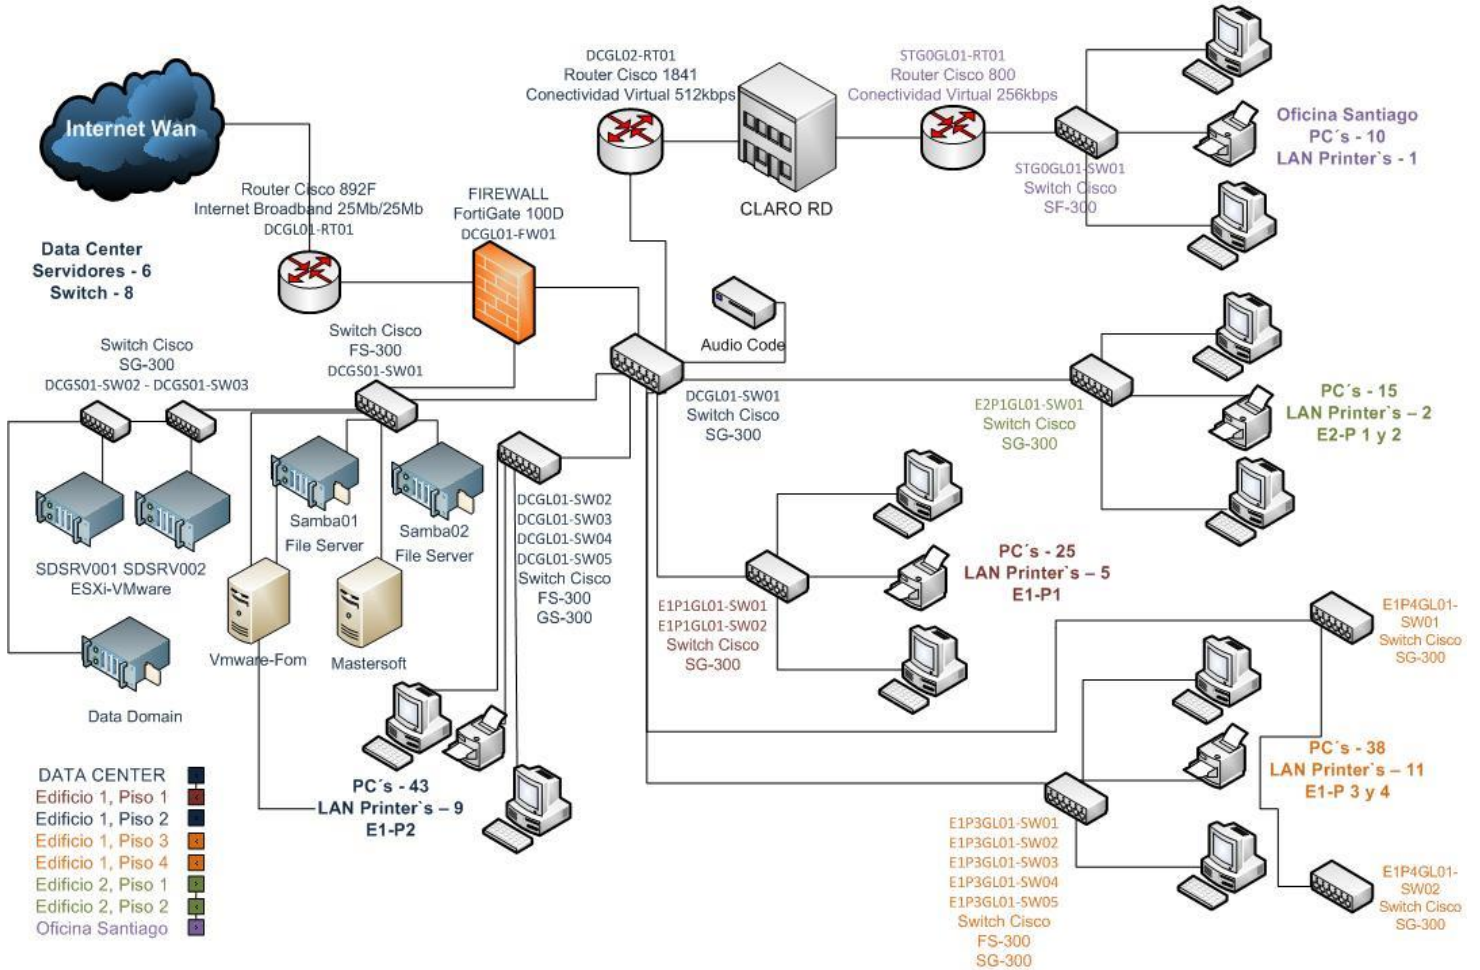 Internet Wan
Router Cisco 892F
Internet Broadband 25Mb/25Mb
DCGL01-RT01
FIREWALL
FortiGate 100D
DCGL01-FW01
DCGL02-RT01
Router Cisco 1841
Conectividad Virtual 512kbps
CLARO RD
STG0GL01-RT01
Router Cisco 800
Conectividad Virtual 256kbps
STG0GL01-SW01
Switch Cisco
SF-300
Oficina Santiago
PC´s - 10
LAN Printer`s - 1
Data Center
Servidores - 6
Switch - 8
Switch Cisco
SG-300
DCGS01-SW02 - DCGS01-SW03
Switch Cisco
FS-300
DCGS01-SW01
Audio Code
DCGL01-SW01
Switch Cisco
SG-300
E2P1GL01-SW01
Switch Cisco
SG-300
PC´s - 15
LAN Printer`s – 2
E2-P 1 y 2
SDSRV001 SDSRV002
ESXi-VMware
Samba01
File Server
Samba02
File Server
DCGL01-SW02
DCGL01-SW03
DCGL01-SW04
DCGL01-SW05
Switch Cisco
FS-300
GS-300
Vmware-Fom
Mastersoft
Data Domain
E1P1GL01-SW01
E1P1GL01-SW02
Switch Cisco
SG-300
PC´s - 25
LAN Printer`s – 5
E1-P1
E1P4GL01-
SW01
Switch Cisco
SG-300
PC´s - 38
LAN Printer`s – 11
E1-P 3 y 4
PC´s - 43
LAN Printer`s – 9
E1-P2
E1P3GL01-SW01
E1P3GL01-SW02
E1P3GL01-SW03
E1P3GL01-SW04
E1P3GL01-SW05
Switch Cisco
FS-300
SG-300
E1P4GL01-
SW02
Switch Cisco
SG-300
DATA CENTER
Edificio 1, Piso 1
Edificio 1, Piso 2
Edificio 1, Piso 3
Edificio 1, Piso 4
Edificio 2, Piso 1
Edificio 2, Piso 2
Oficina Santiago